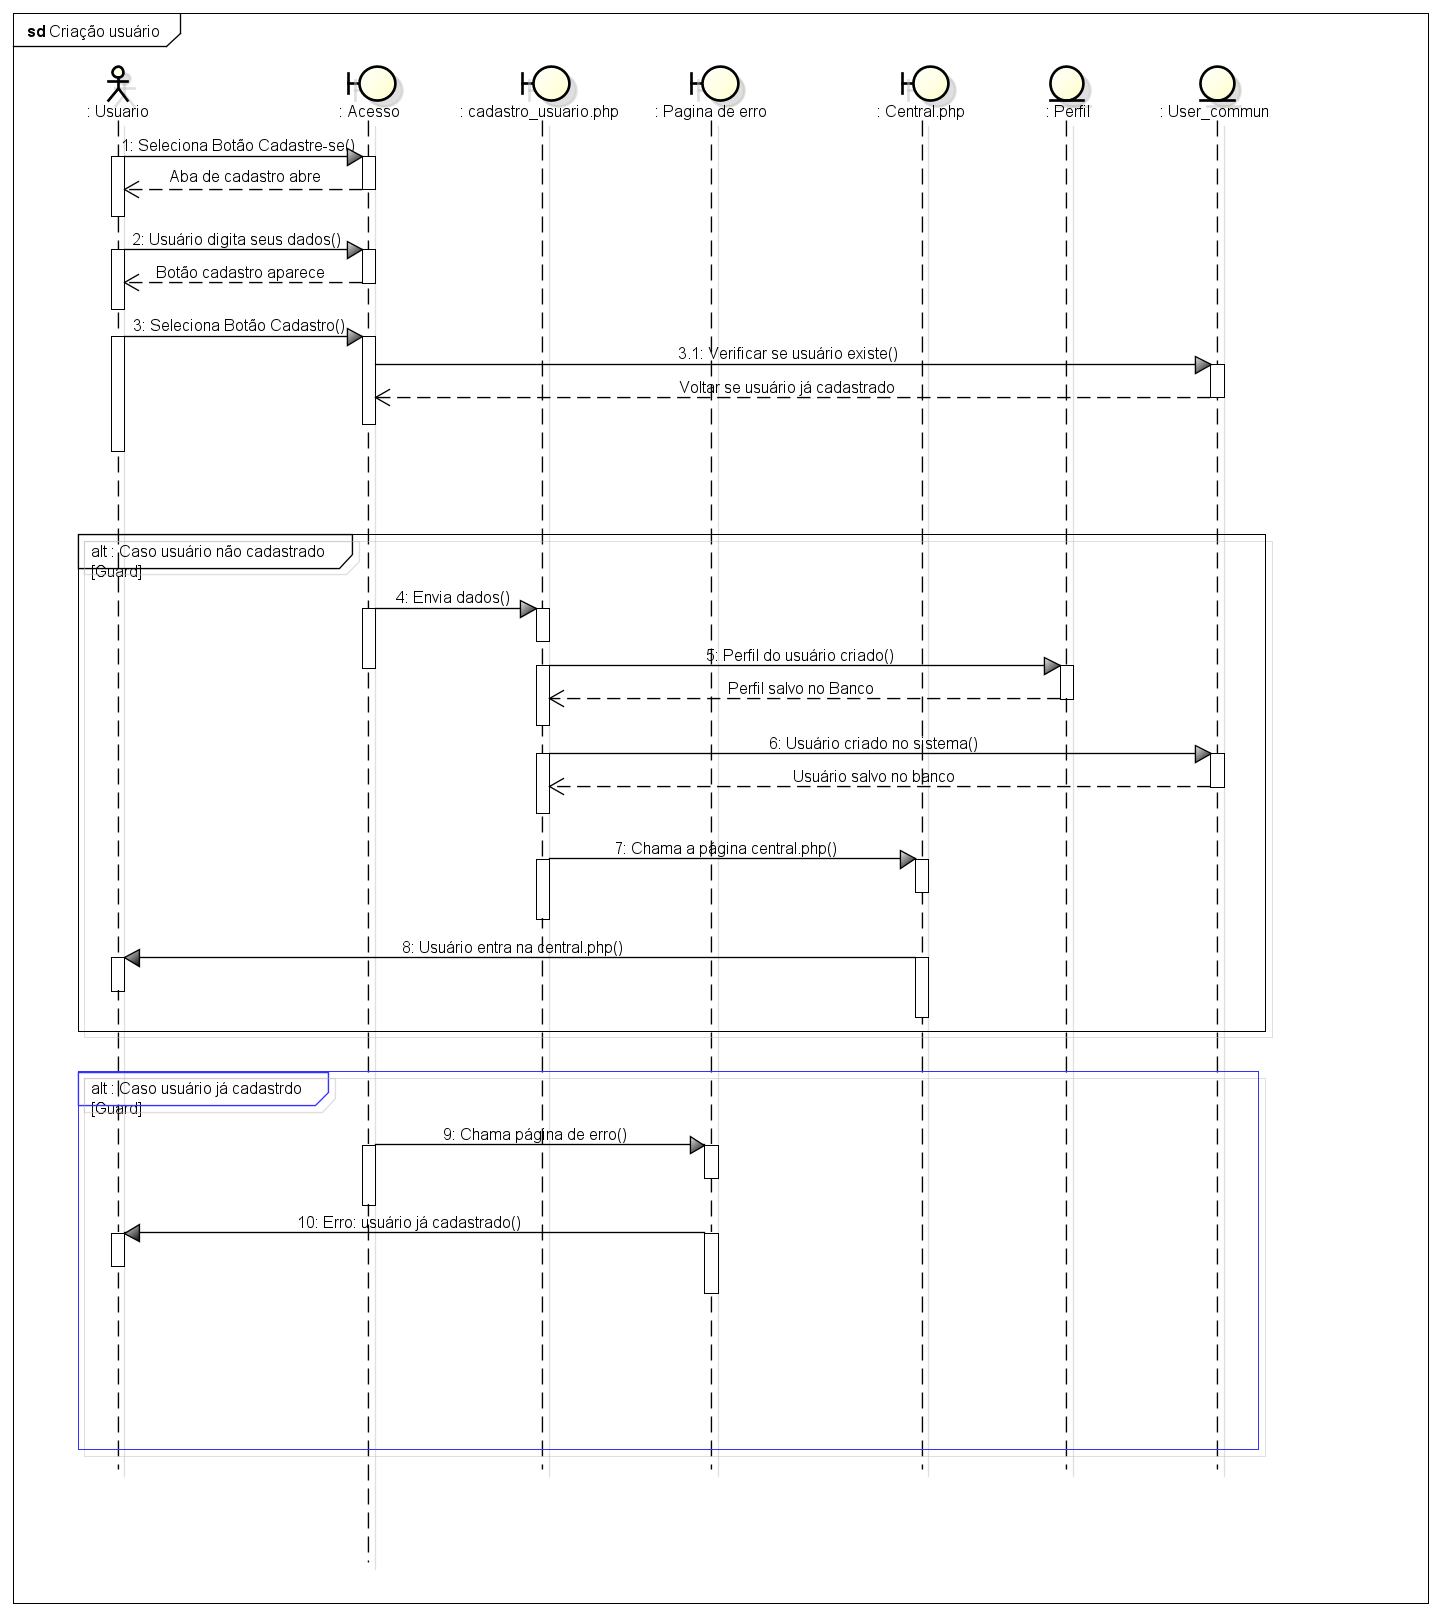 sd Criação usuário
: Usuario
: Acesso
: cadastro_usuario.php
: Pagina de erro
: Central.php
: Perfil
: User_commun
1: Seleciona Botão Cadastre-se()
Aba de cadastro abre
2: Usuário digita seus dados()
Botão cadastro aparece
3: Seleciona Botão Cadastro()
3.1: Verificar se usuário existe()
Voltar se usuário já cadastrado
alt : Caso usuário não cadastrado
[Guard]
4: Envia dados()
5: Perfil do usuário criado()
Perfil salvo no Banco
6: Usuário criado no sistema()
Usuário salvo no banco
7: Chama a página central.php()
8: Usuário entra na central.php()
alt : Caso usuário já cadastrdo
[Guard]
9: Chama página de erro()
10: Erro: usuário já cadastrado()